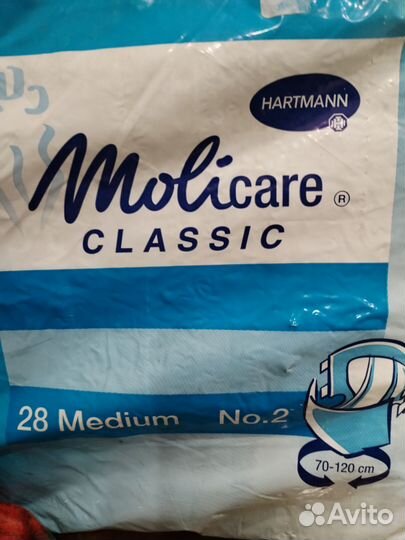 HARTMANN
Molicare ®
CLASSIC
28 Medium No.2
70-120 cm
Avito